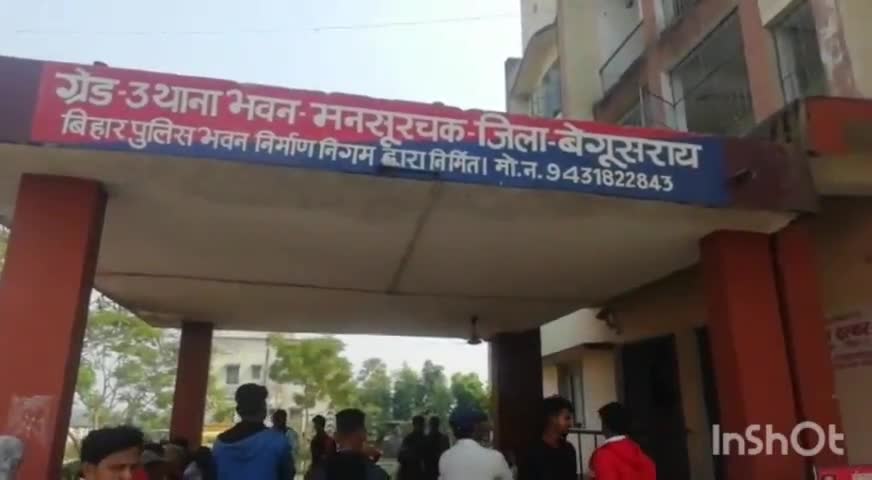 ग्रेड-3 थाना भवन-मनसूरचक-जिला-बेगूसराय
बिहार पुलिस भवन निर्माण निगम द्वारा निर्मित। मो.न.9431822843
InShOt